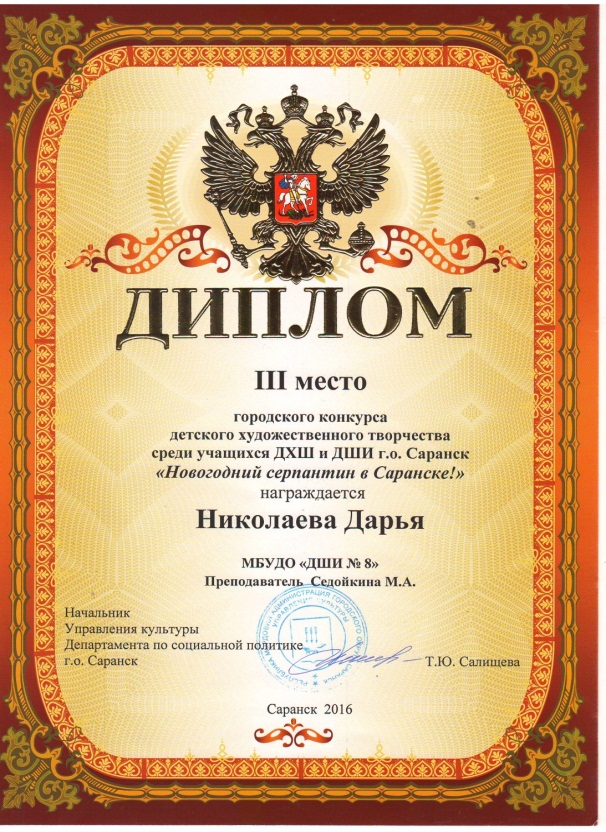 ДИПЛОМ
III место
городского конкурса
детского художественного творчества
среди учащихся ДХШ и ДШИ г.о. Саранск
«Новогодний серпантин в Саранске!»
награждается
Николаева Дарья
МБУДО «ДШИ № 8»
Преподаватель Седойкина М.А.
Начальник
Управления культуры
Департамента по социальной политике
г.о. Саранск
Т.Ю. Салищева
Саранск 2016